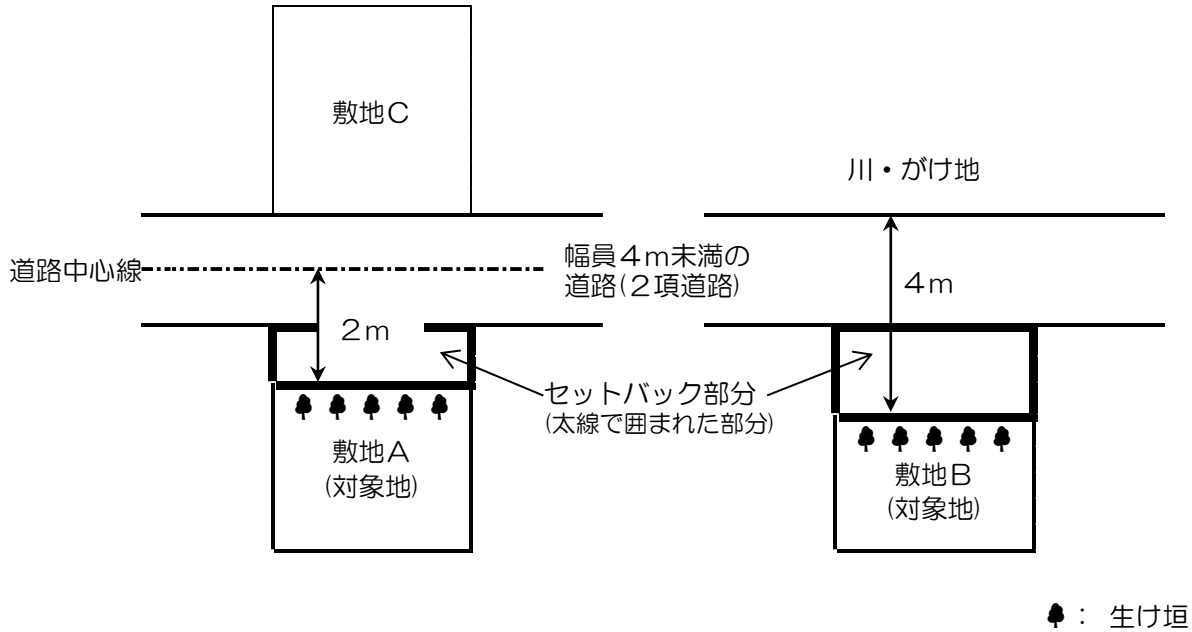 敷地C
川・がけ地
道路中心線
幅員4m未満の
道路(2項道路)
4m
2m
セットバック部分
(太線で囲まれた部分)
敷地A
(対象地)
敷地B
(対象地)
： 生け垣